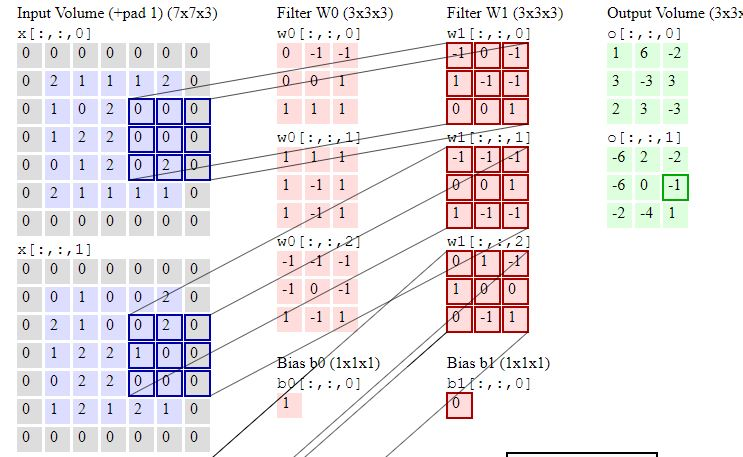 Input Volume (+pad 1) (7x7x3)
x[:,:,0]
0 0 0 0 0 0 0
0 2 1 1 1 2 0
0 1 0 2 0 0 0
0 1 2 2 0 0 0
0 0 1 2 0 2 0
0 2 1 1 1 1 0
0 0 0 0 0 0 0
x[:,:,1]
0 0 0 0 0 0 0
0 0 1 0 0 2 0
0 2 1 0 0 2 0
0 1 2 2 1 0 0
0 0 2 2 0 0 0
0 1 2 1 2 1 0
0 0 0 0 0 0 0
Filter W0 (3x3x3)
w0[:,:,0]
0 -1 -1
0 0 1
1 1 1
w0[:,:,1]
1 1 1
1 -1 1
1 -1 1
w0[:,:,2]
-1 -1 -1
-1 0 -1
1 -1 1
Bias b0 (1x1x1)
b0[:,:,0]
1
Filter W1 (3x3x3)
w1[:,:,0]
-1 0 -1
1 -1 -1
0 0 1
w1[:,:,1]
-1 -1 -1
0 0 1
1 -1 -1
w1[:,:,2]
0 1 -1
1 0 0
0 -1 1
Bias b1 (1x1x1)
b1[:,:,0]
0
Output Volume (3x3x
o[:,:,0]
1 6 -2
3 -3 3
2 3 -3
o[:,:,1]
-6 2 -2
-6 0 -1
-2 -4 1